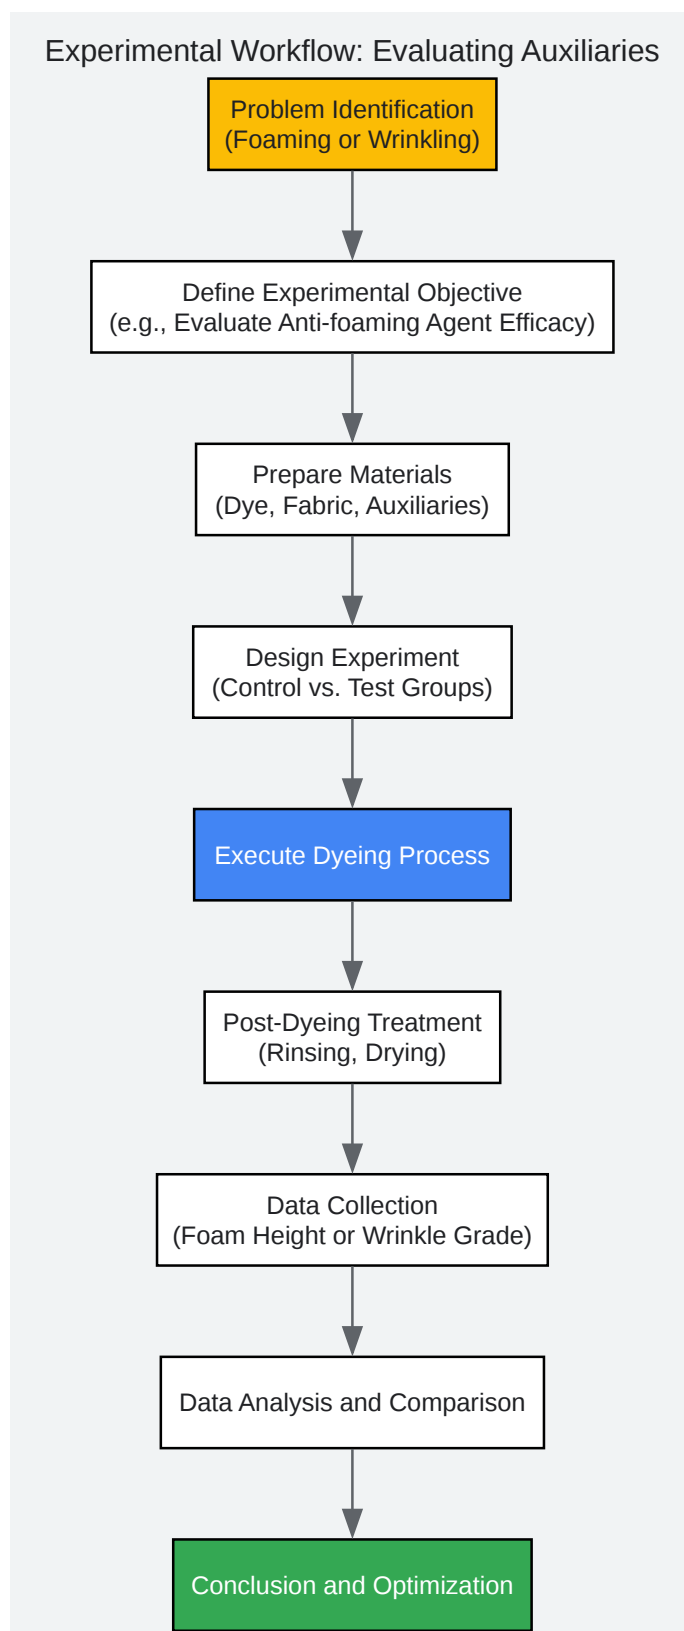 Experimental Workflow: Evaluating Auxiliaries
Problem Identification
(Foaming or Wrinkling)
Define Experimental Objective
(e.g., Evaluate Anti-foaming Agent Efficacy)
Prepare Materials
(Dye, Fabric, Auxiliaries)
Design Experiment
(Control vs. Test Groups)
Execute Dyeing Process
Post-Dyeing Treatment
(Rinsing, Drying)
Data Collection
(Foam Height or Wrinkle Grade)
Data Analysis and Comparison
Conclusion and Optimization